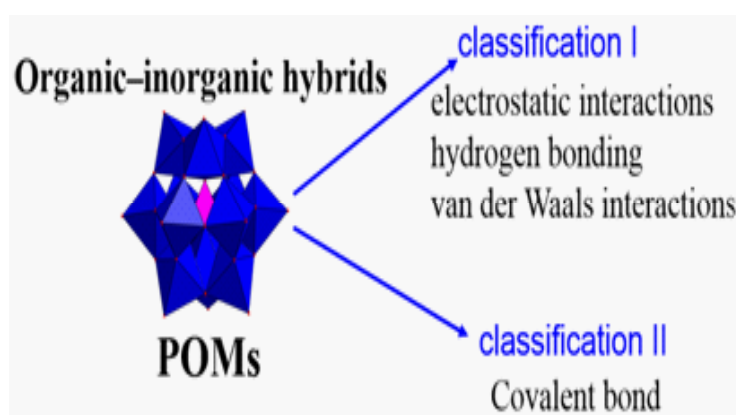 Organic–inorganic hybrids
POMs
classification I
electrostatic interactions
hydrogen bonding
van der Waals interactions
classification II
Covalent bond